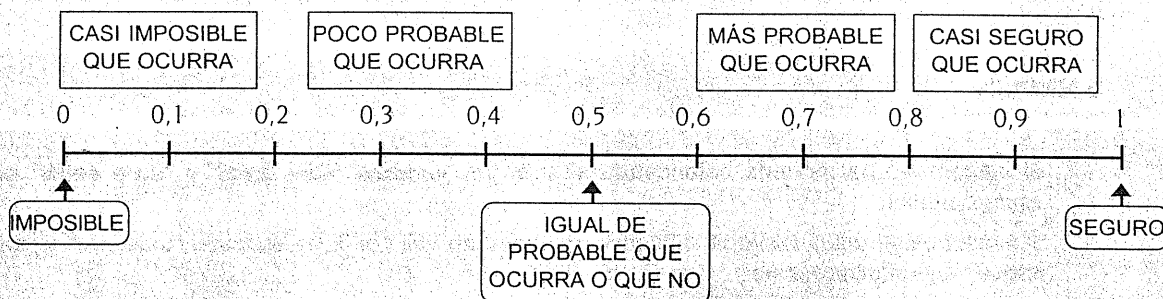 CASI IMPOSIBLE
QUE OCURRA
POCO PROBABLE
QUE OCURRA
MÁS PROBABLE
QUE OCURRA
CASI SEGURO
QUE OCURRA
0 0,1 0,2 0,3 0,4 0,5 0,6 0,7 0,8 0,9 1
IMPOSIBLE
IGUAL DE
PROBABLE QUE
OCURRA O QUE NO
SEGURO